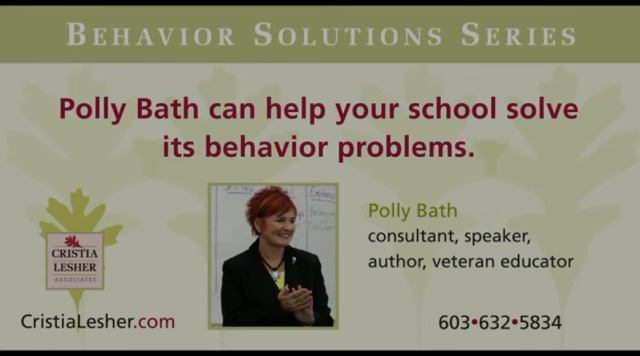 BEHAVIOR SOLUTIONS SERIES
Polly Bath can help your school solve
its behavior problems.
CRISTIA
LESHER
ASSOCIATES
Polly Bath
consultant, speaker,
author, veteran educator
CristiaLesher.com
603•632•5834